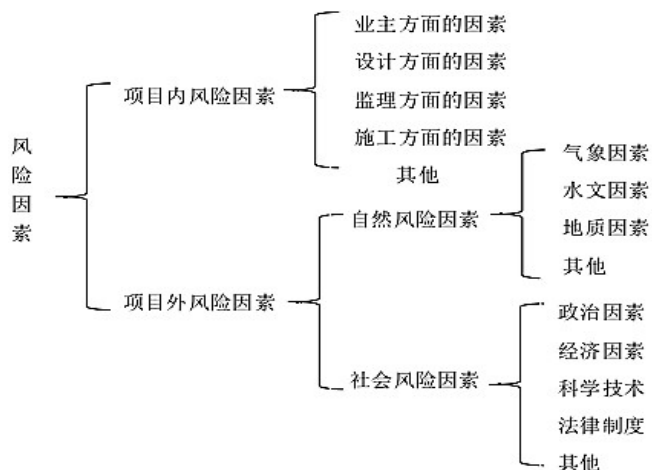 风险因素
项目内风险因素
业主方面的因素
设计方面的因素
监理方面的因素
施工方面的因素
其他
项目外风险因素
自然风险因素
气象因素
水文因素
地质因素
其他
社会风险因素
政治因素
经济因素
科学技术
法律制度
其他